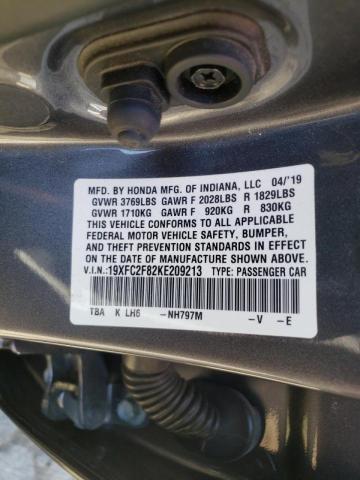 MFD. BY HONDA MFG. OF INDIANA, LLC 04/'19
GVWR 3769LBS GAWR F 2028LBS R 1829LBS
GVWR 1710KG GAWR F 920KG R 830KG
THIS VEHICLE CONFORMS TO ALL APPLICABLE
FEDERAL MOTOR VEHICLE SAFETY, BUMPER,
AND THEFT PREVENTION STANDARDS IN EFFECT
ON THE DATE OF MANUFACTURE SHOWN ABOVE.
V.I.N:19XFC2F82KE209213 TYPE: PASSENGER CAR
TBA K LH6 -NH797M -V -E